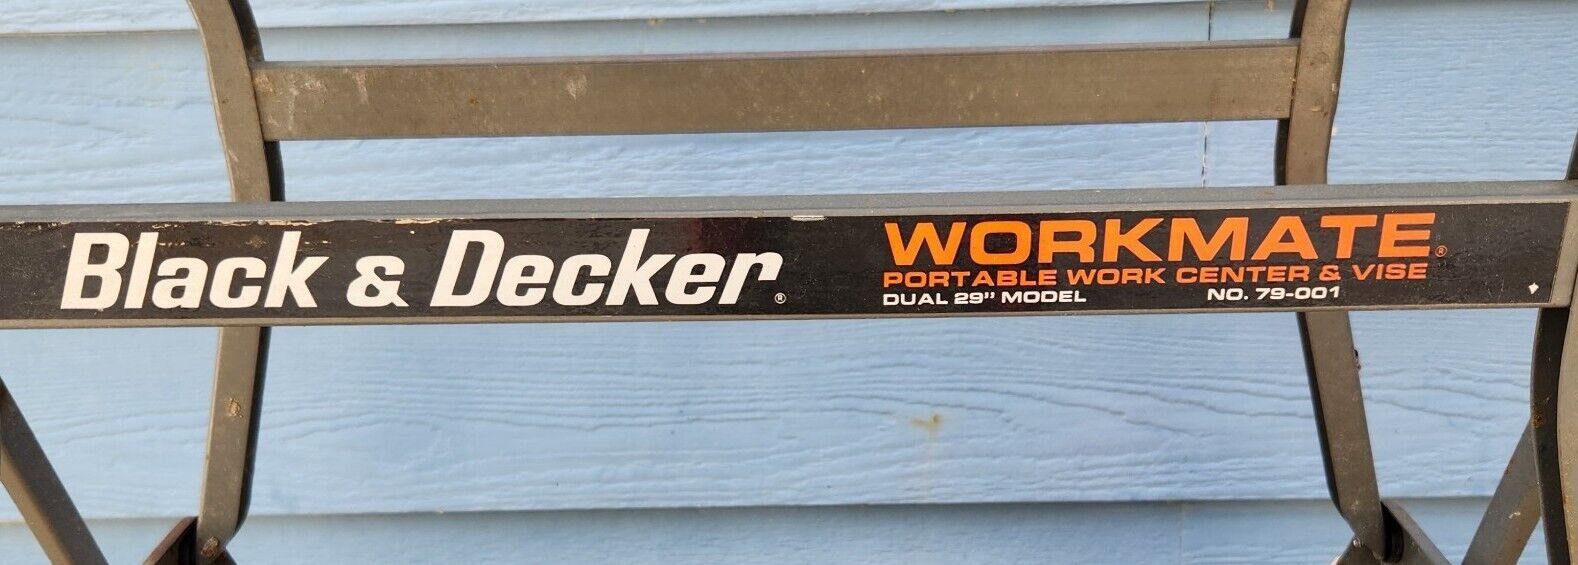 Black & Decker®
WORKMATE®
PORTABLE WORK CENTER & VISE
DUAL 29" MODEL NO. 79-001